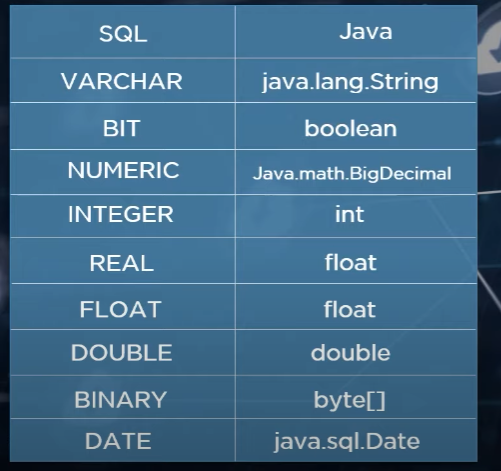 SQL Java
VARCHAR java.lang.String
BIT boolean
NUMERIC Java.math.BigDecimal
INTEGER int
REAL float
FLOAT float
DOUBLE double
BINARY byte[]
DATE java.sql.Date